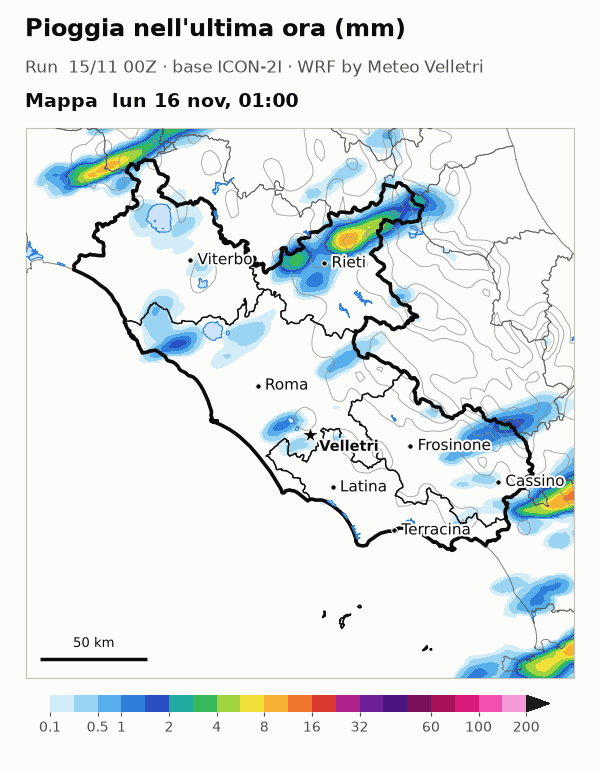 Pioggia nell'ultima ora (mm)
Run  15/11 00Z · base ICON-2I · WRF by Meteo Velletri
Mappa  lun 16 nov, 01:00
Viterbo
Rieti
Roma
Velletri
Frosinone
Latina
Cassino
Terracina
50 km
0.1 0.5 1 2 4 8 16 32 60 100 200